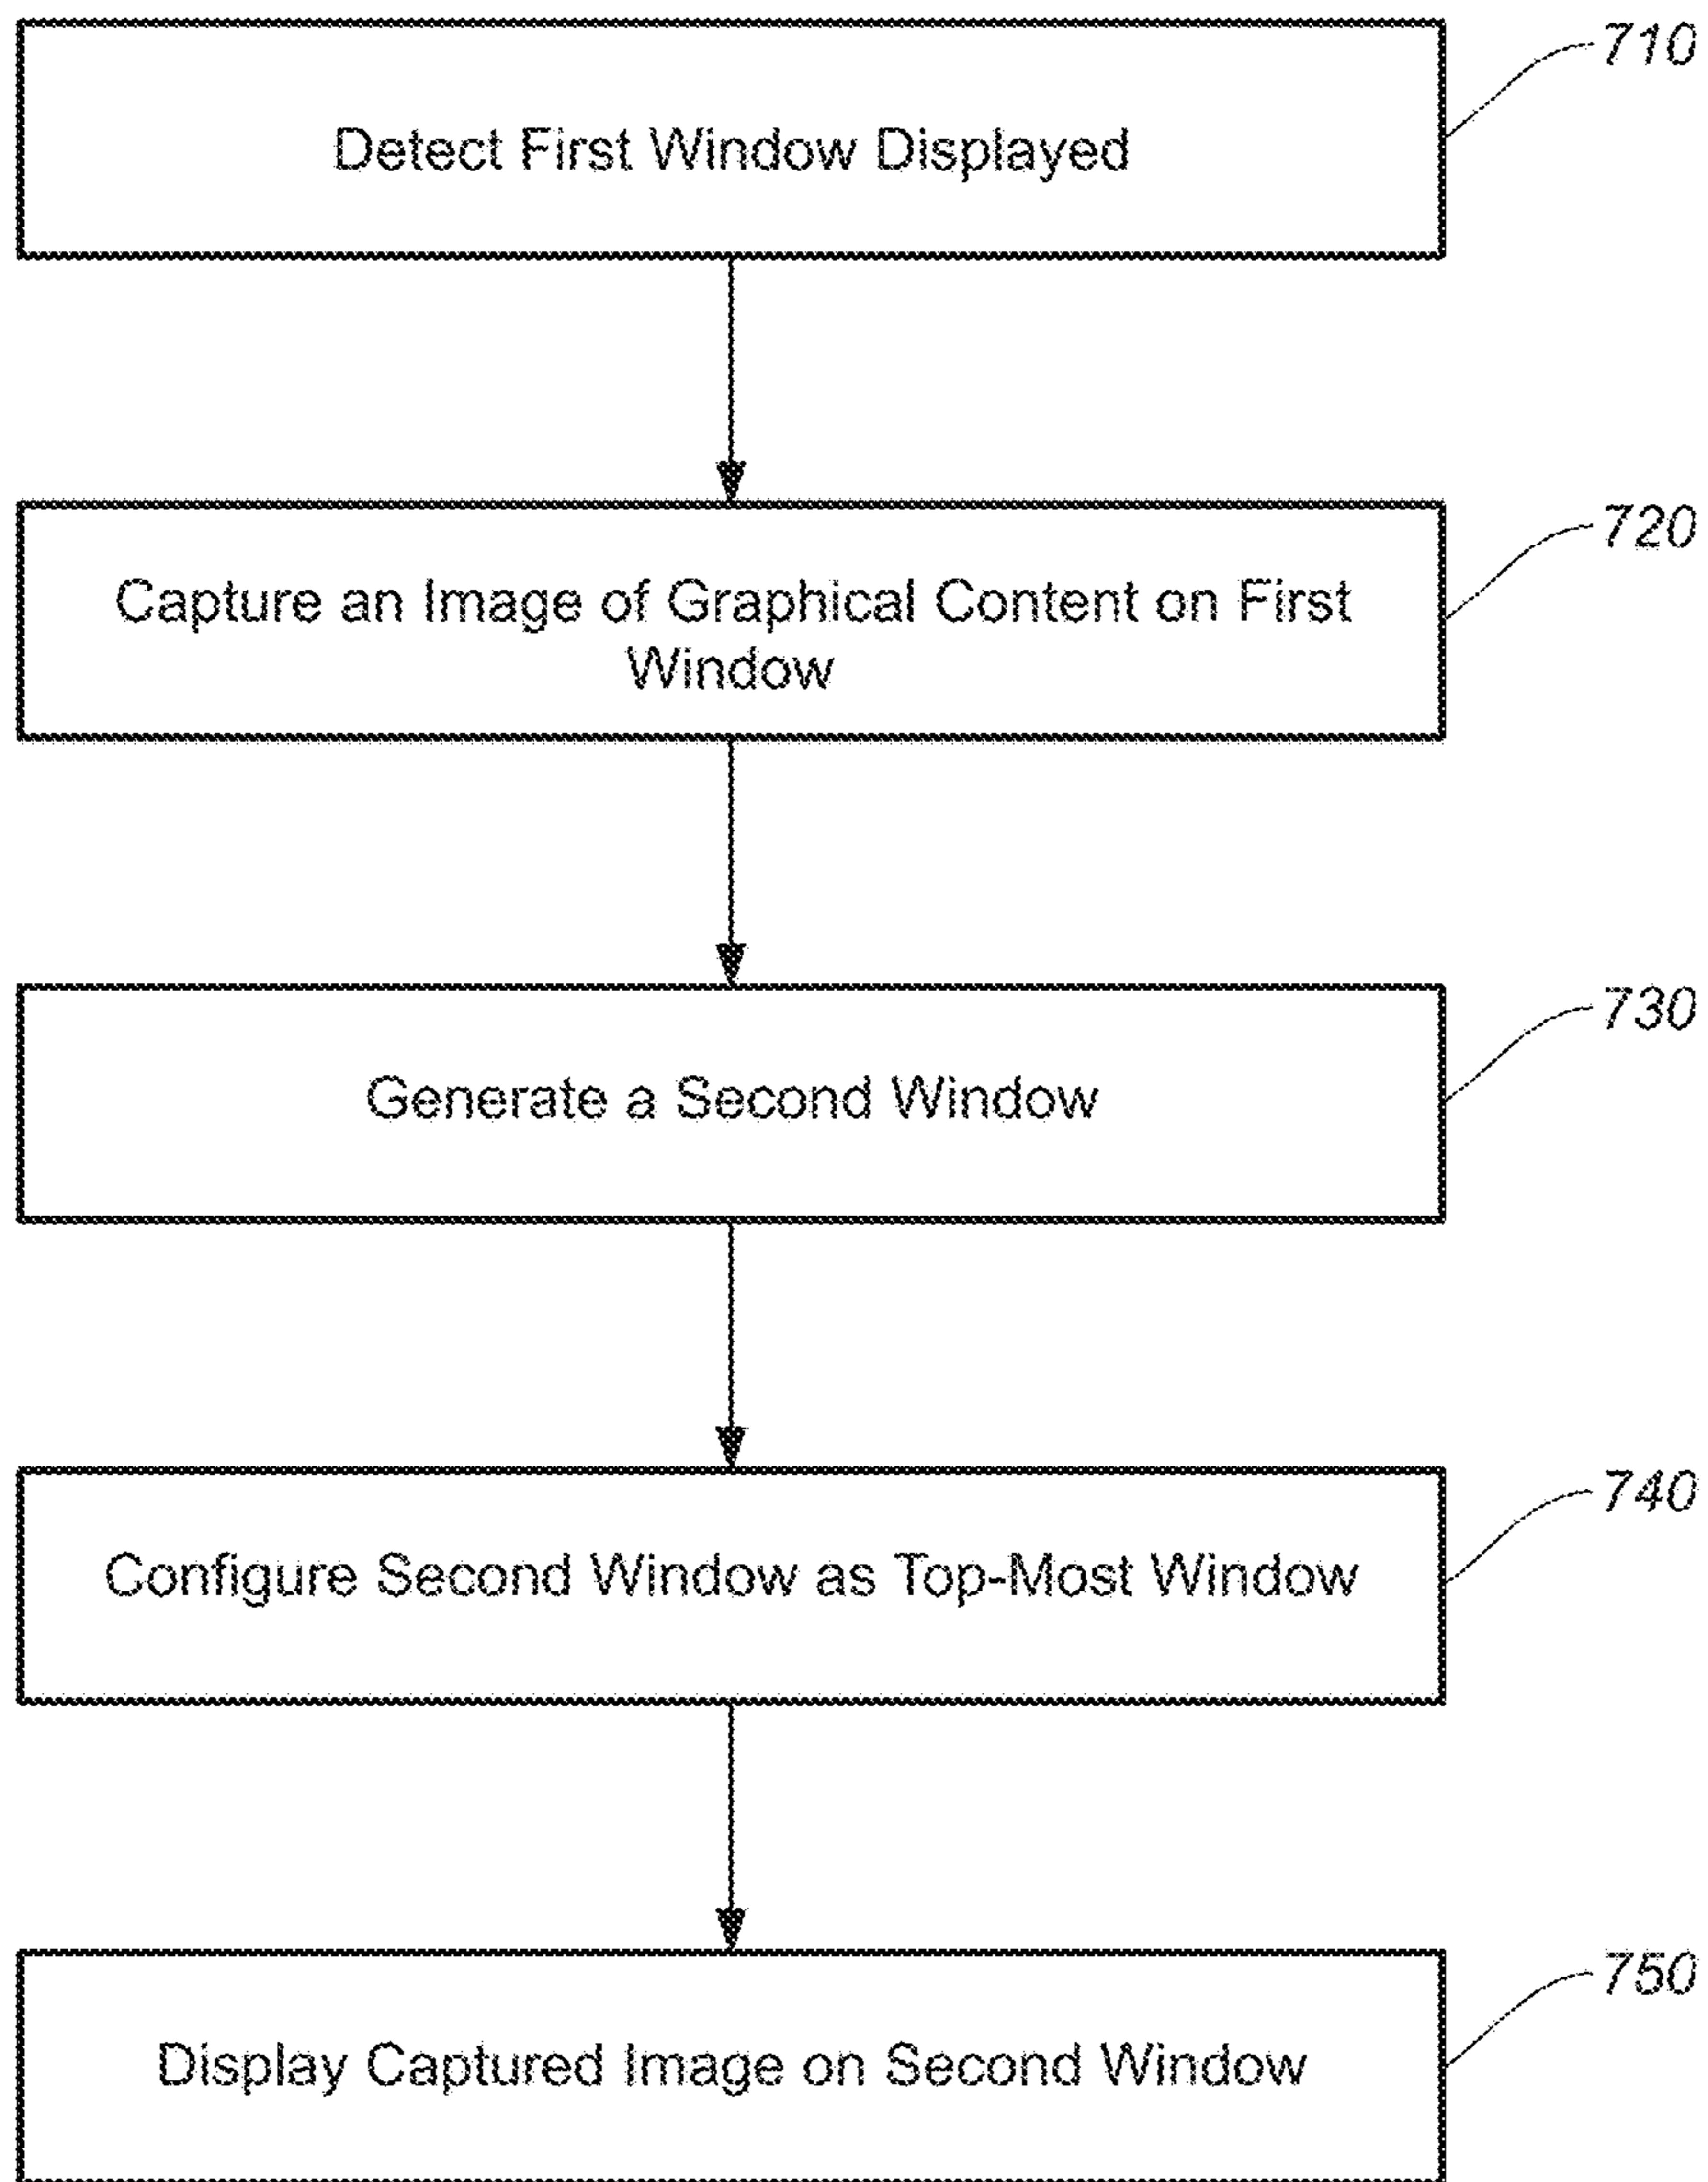 710
Detect First Window Displayed
720
Capture an Image of Graphical Content on First
Window
730
Generate a Second Window
740
Configure Second Window as Top-Most Window
750
Display Captured Image on Second Window